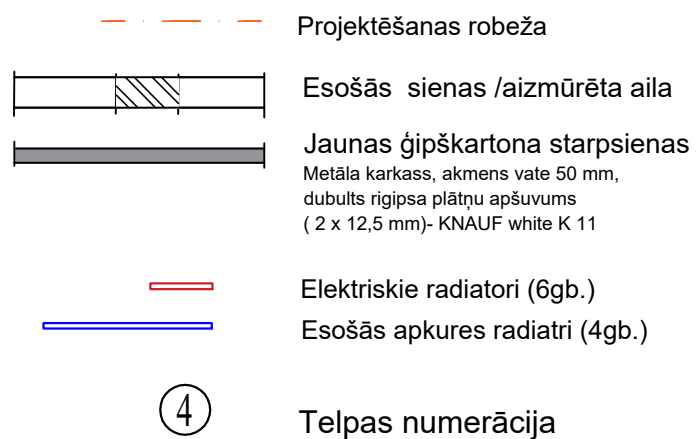 Projektēšanas robeža
Esošās sienas /aizmūrēta aila
Jaunas ģipškartona starpsienas
Metāla karkass, akmens vate 50 mm,
dubults rigipsa plātņu apšuvums
( 2 x 12,5 mm)- KNAUF white K 11
Elektriskie radiatori (6gb.)
Esošās apkures radiatri (4gb.)
4 Telpas numerācija